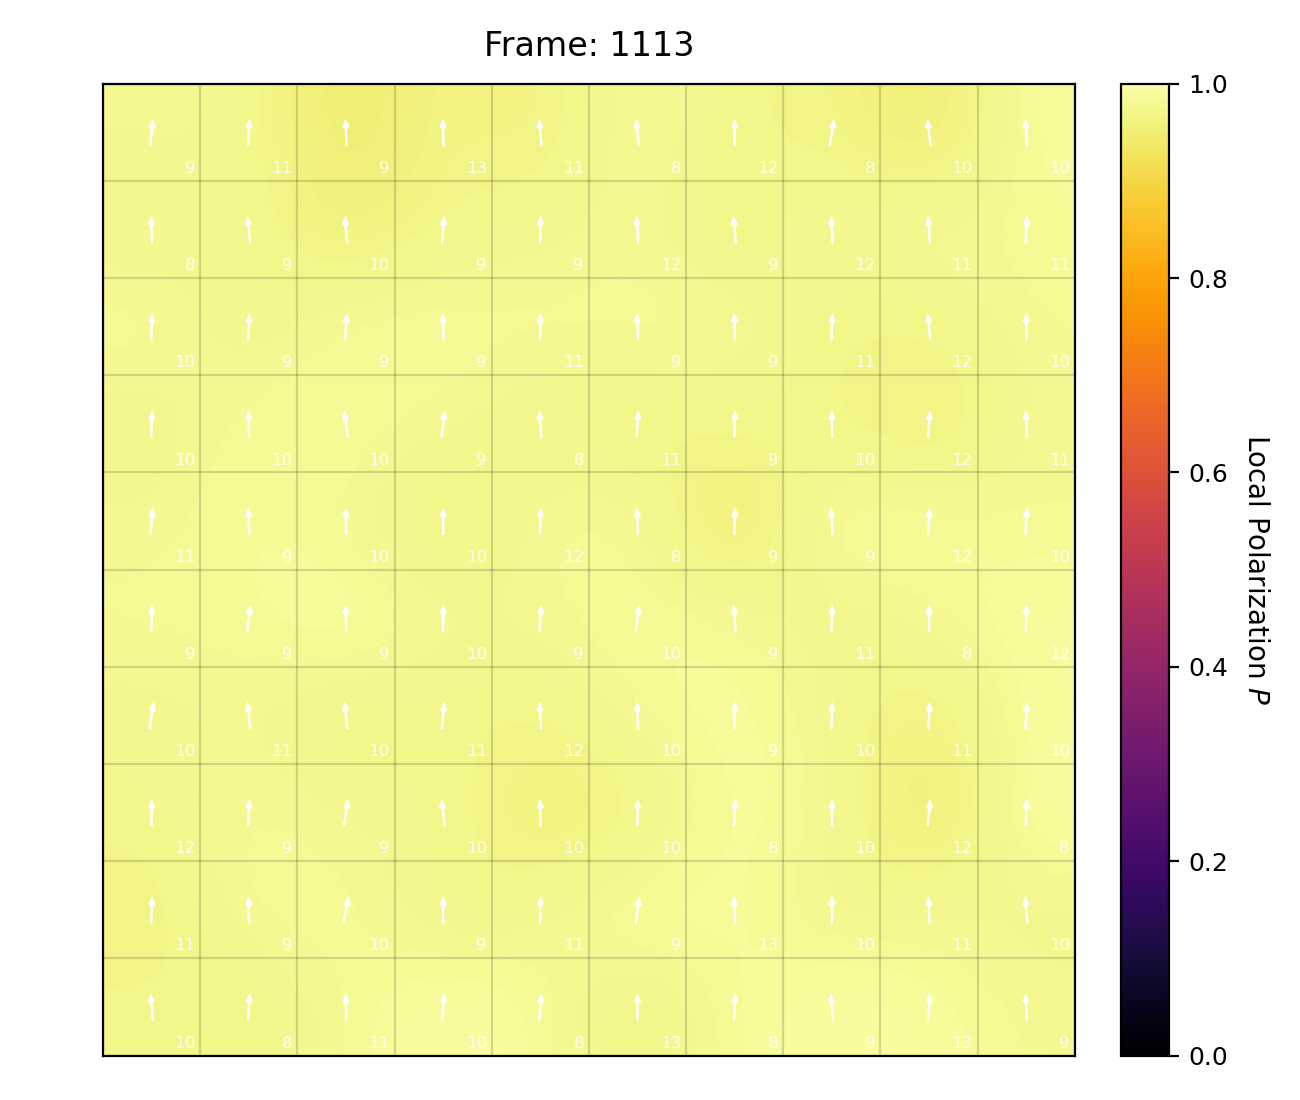 Frame: 1113
9 11 9 13 11 8 12 8 10 10
8 9 10 9 9 12 9 12 11 11
10 9 9 9 11 9 9 11 12 10
10 10 10 9 8 11 9 10 12 11
11 9 10 10 12 8 9 9 12 10
9 9 9 10 9 10 9 11 8 12
10 11 10 11 12 10 9 10 11 10
12 9 9 10 10 10 8 10 12 8
11 9 10 9 11 9 13 10 11 10
10 8 11 10 8 13 8 9 13 9
1.0
0.8
0.6
0.4
0.2
0.0
Local Polarization P